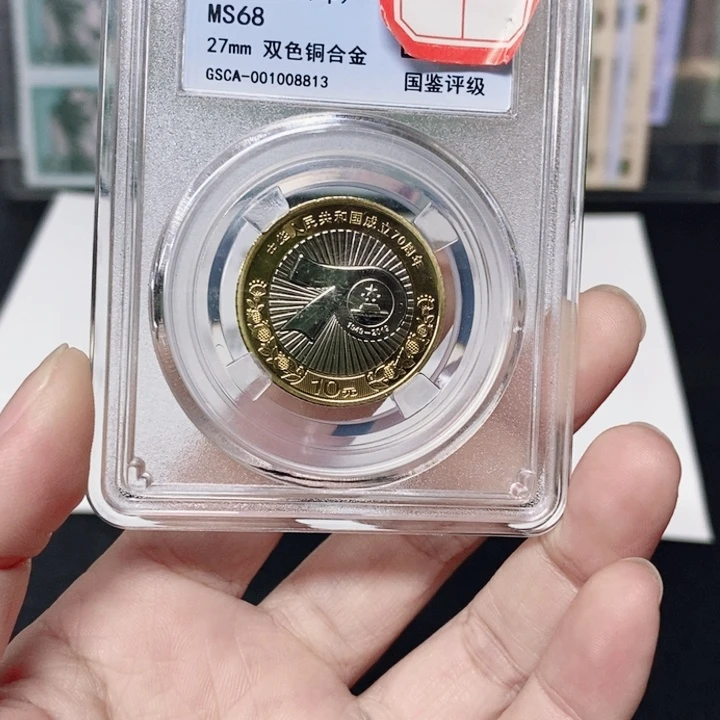 MS68
27mm 双色铜合金
GSCA-001008813
国鉴评级
中华人民共和国成立70周年
1949-2019
10元